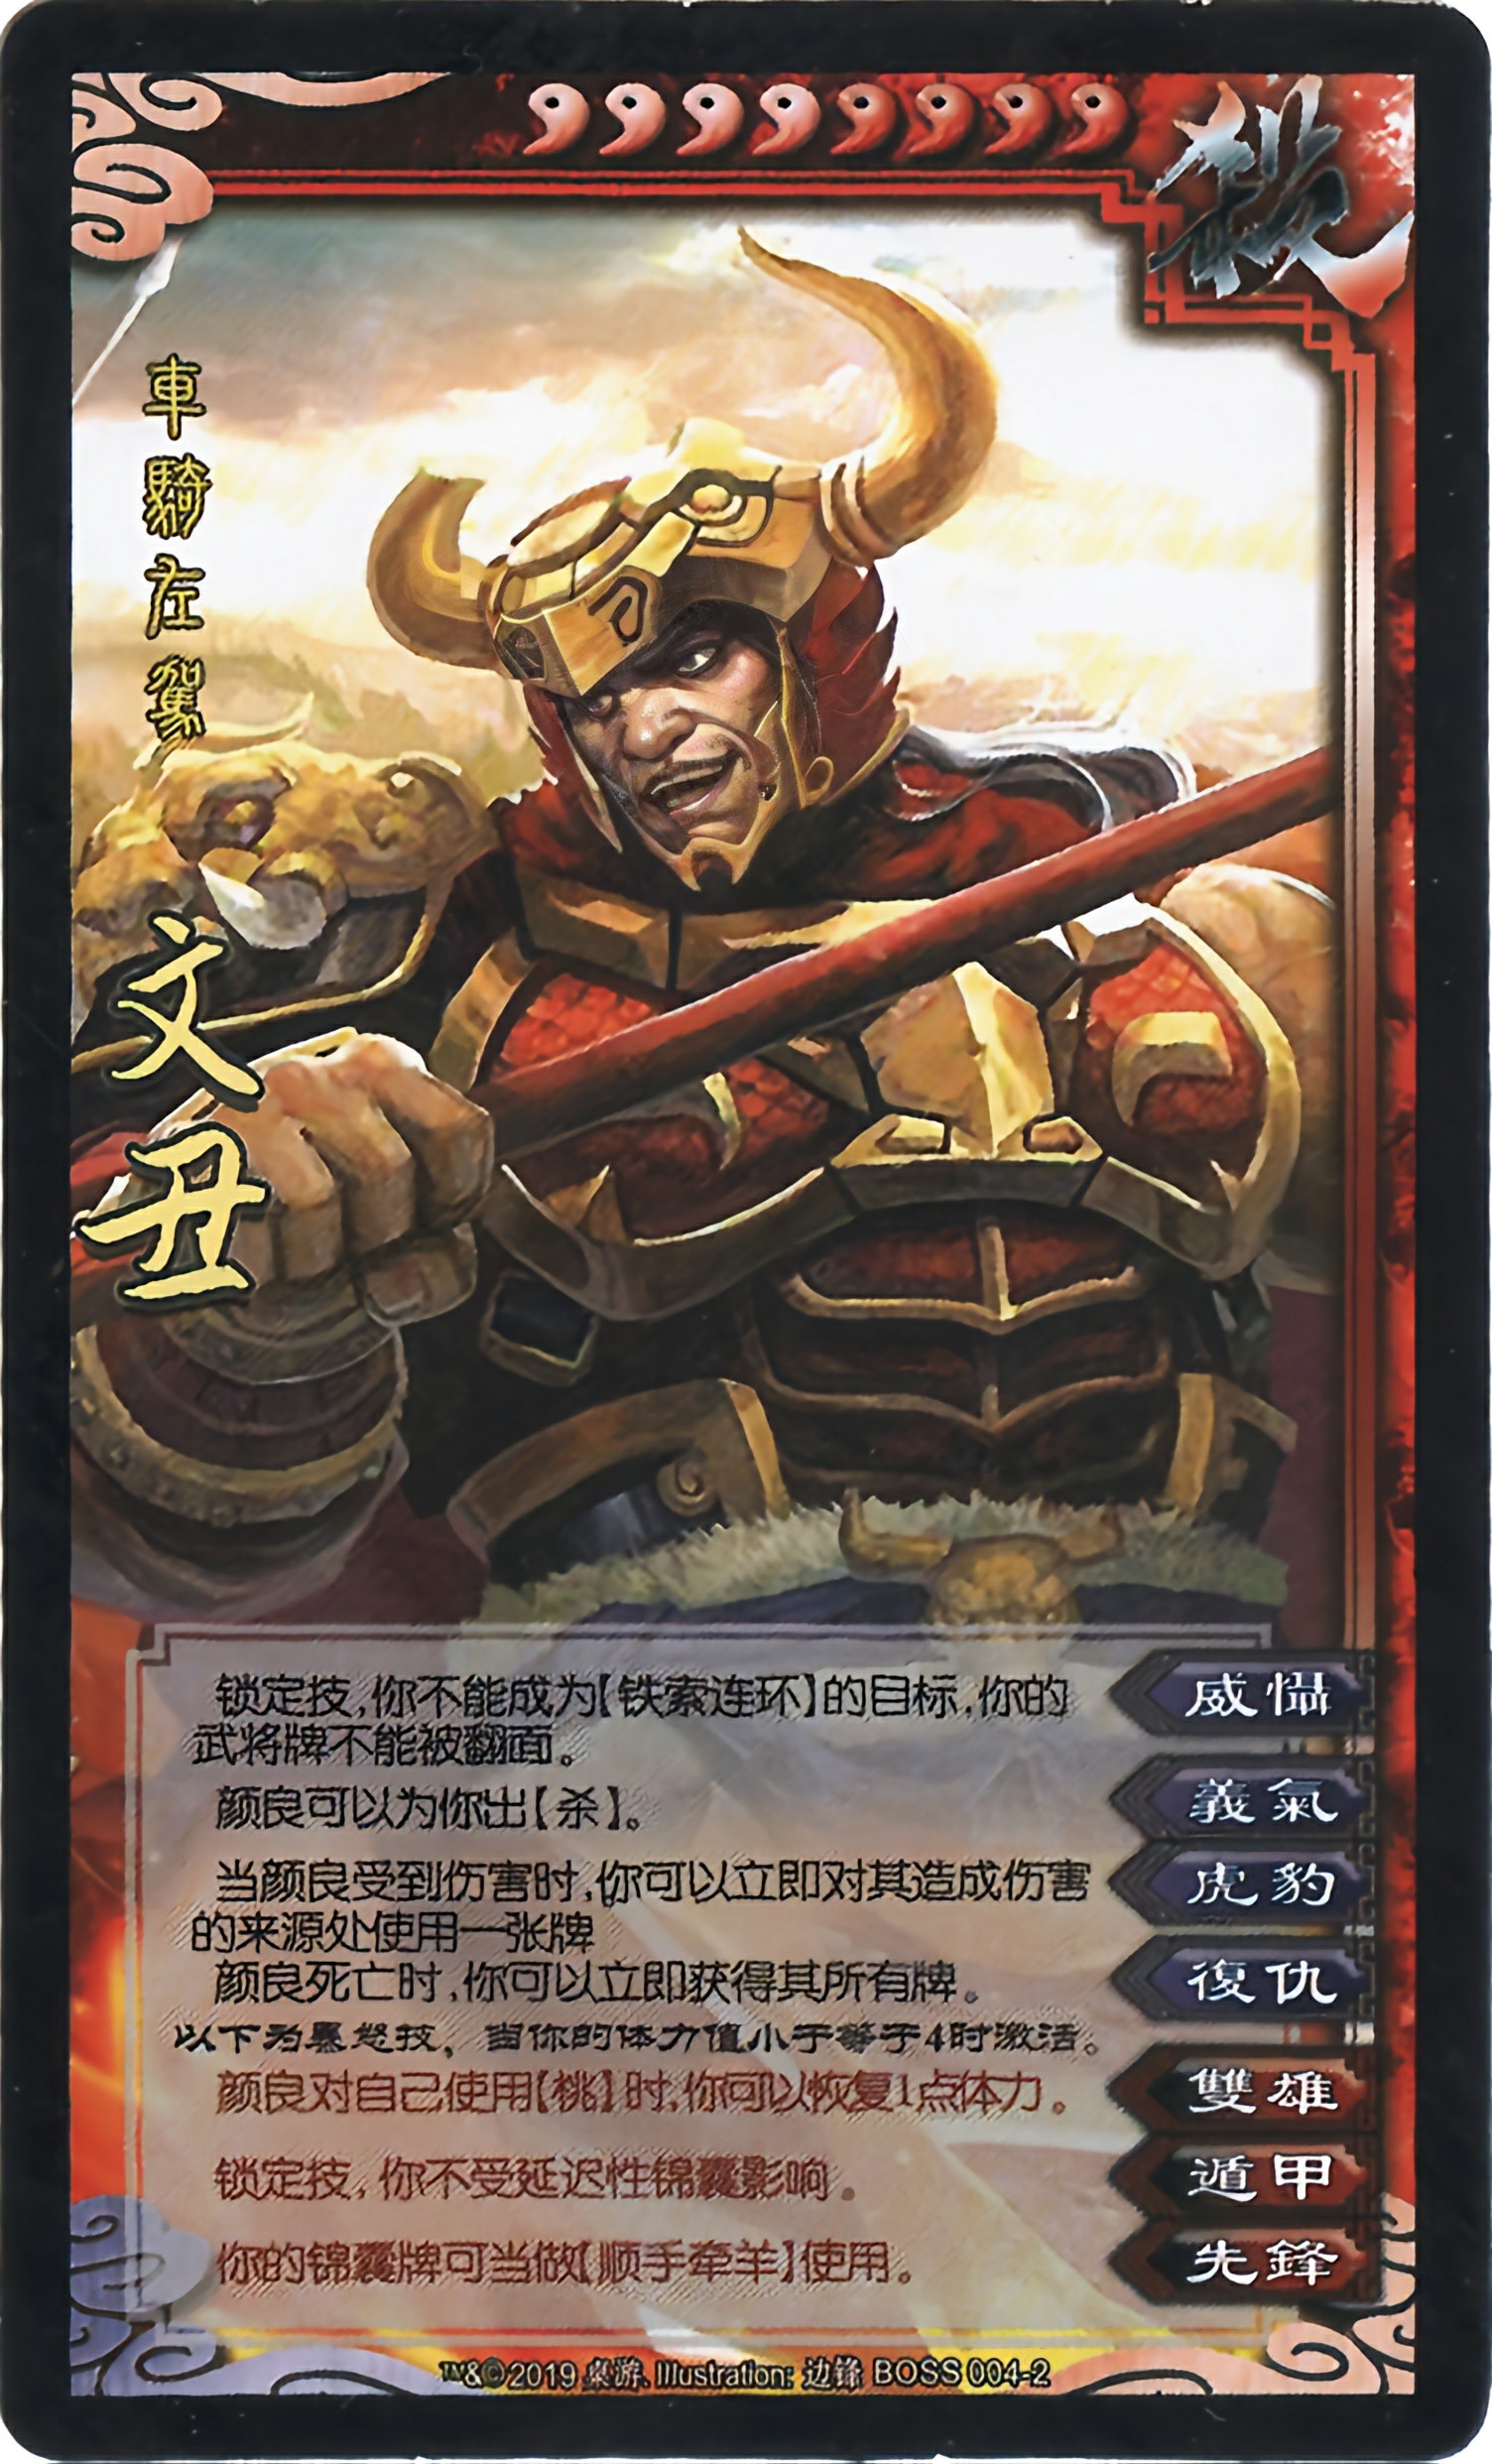 車騎左駕
文丑
锁定技,你不能成为【铁索连环】的目标,你的
武将牌不能被翻面。
威慑
颜良可以为你出【杀】。
義氣
当颜良受到伤害时,你可以立即对其造成伤害
的来源处使用一张牌
虎豹
颜良死亡时,你可以立即获得其所有牌。
復仇
以下为暴怒技,当你的体力值小于等于4时激活。
颜良对自己使用【桃】时,你可以恢复1点体力。
雙雄
锁定技,你不受延迟性锦囊影响。
遁甲
你的锦囊牌可当做【顺手牵羊】使用。
先鋒
™&©2019 桌游. Illustration: 边锋 BOSS 004-2